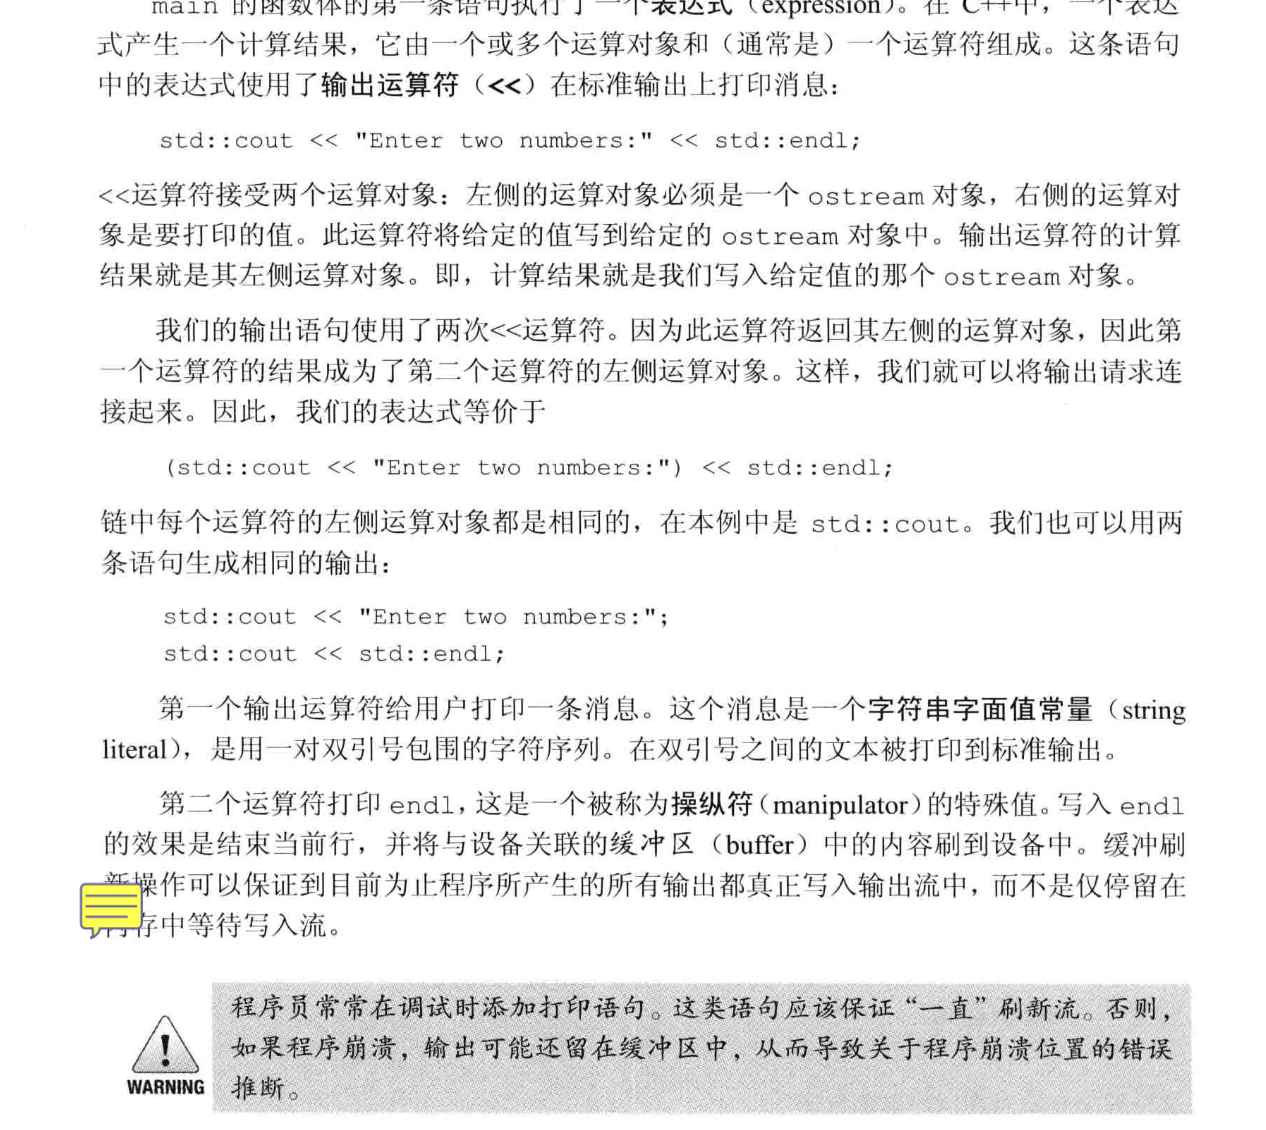 main 的函数体的第一条语句执行了一个表达式（expression）。在 C++中，一个表达
式产生一个计算结果，它由一个或多个运算对象和（通常是）一个运算符组成。这条语句
中的表达式使用了输出运算符（<<）在标准输出上打印消息：
std::cout << "Enter two numbers:" << std::endl;
<<运算符接受两个运算对象：左侧的运算对象必须是一个 ostream 对象，右侧的运算对
象是要打印的值。此运算符将给定的值写到给定的 ostream 对象中。输出运算符的计算
结果就是其左侧运算对象。即，计算结果就是我们写入给定值的那个 ostream 对象。
我们的输出语句使用了两次<<运算符。因为此运算符返回其左侧的运算对象，因此第
一个运算符的结果成为了第二个运算符的左侧运算对象。这样，我们就可以将输出请求连
接起来。因此，我们的表达式等价于
(std::cout << "Enter two numbers:") << std::endl;
链中每个运算符的左侧运算对象都是相同的，在本例中是 std::cout。我们也可以用两
条语句生成相同的输出：
std::cout << "Enter two numbers:";
std::cout << std::endl;
第一个输出运算符给用户打印一条消息。这个消息是一个字符串字面值常量（string
literal），是用一对双引号包围的字符序列。在双引号之间的文本被打印到标准输出。
第二个运算符打印 endl，这是一个被称为操纵符（manipulator）的特殊值。写入 endl
的效果是结束当前行，并将与设备关联的缓冲区（buffer）中的内容刷到设备中。缓冲刷
新操作可以保证到目前为止程序所产生的所有输出都真正写入输出流中，而不是仅停留在
内存中等待写入流。
程序员常常在调试时添加打印语句。这类语句应该保证“一直”刷新流。否则，
如果程序崩溃，输出可能还留在缓冲区中，从而导致关于程序崩溃位置的错误
推断。
WARNING